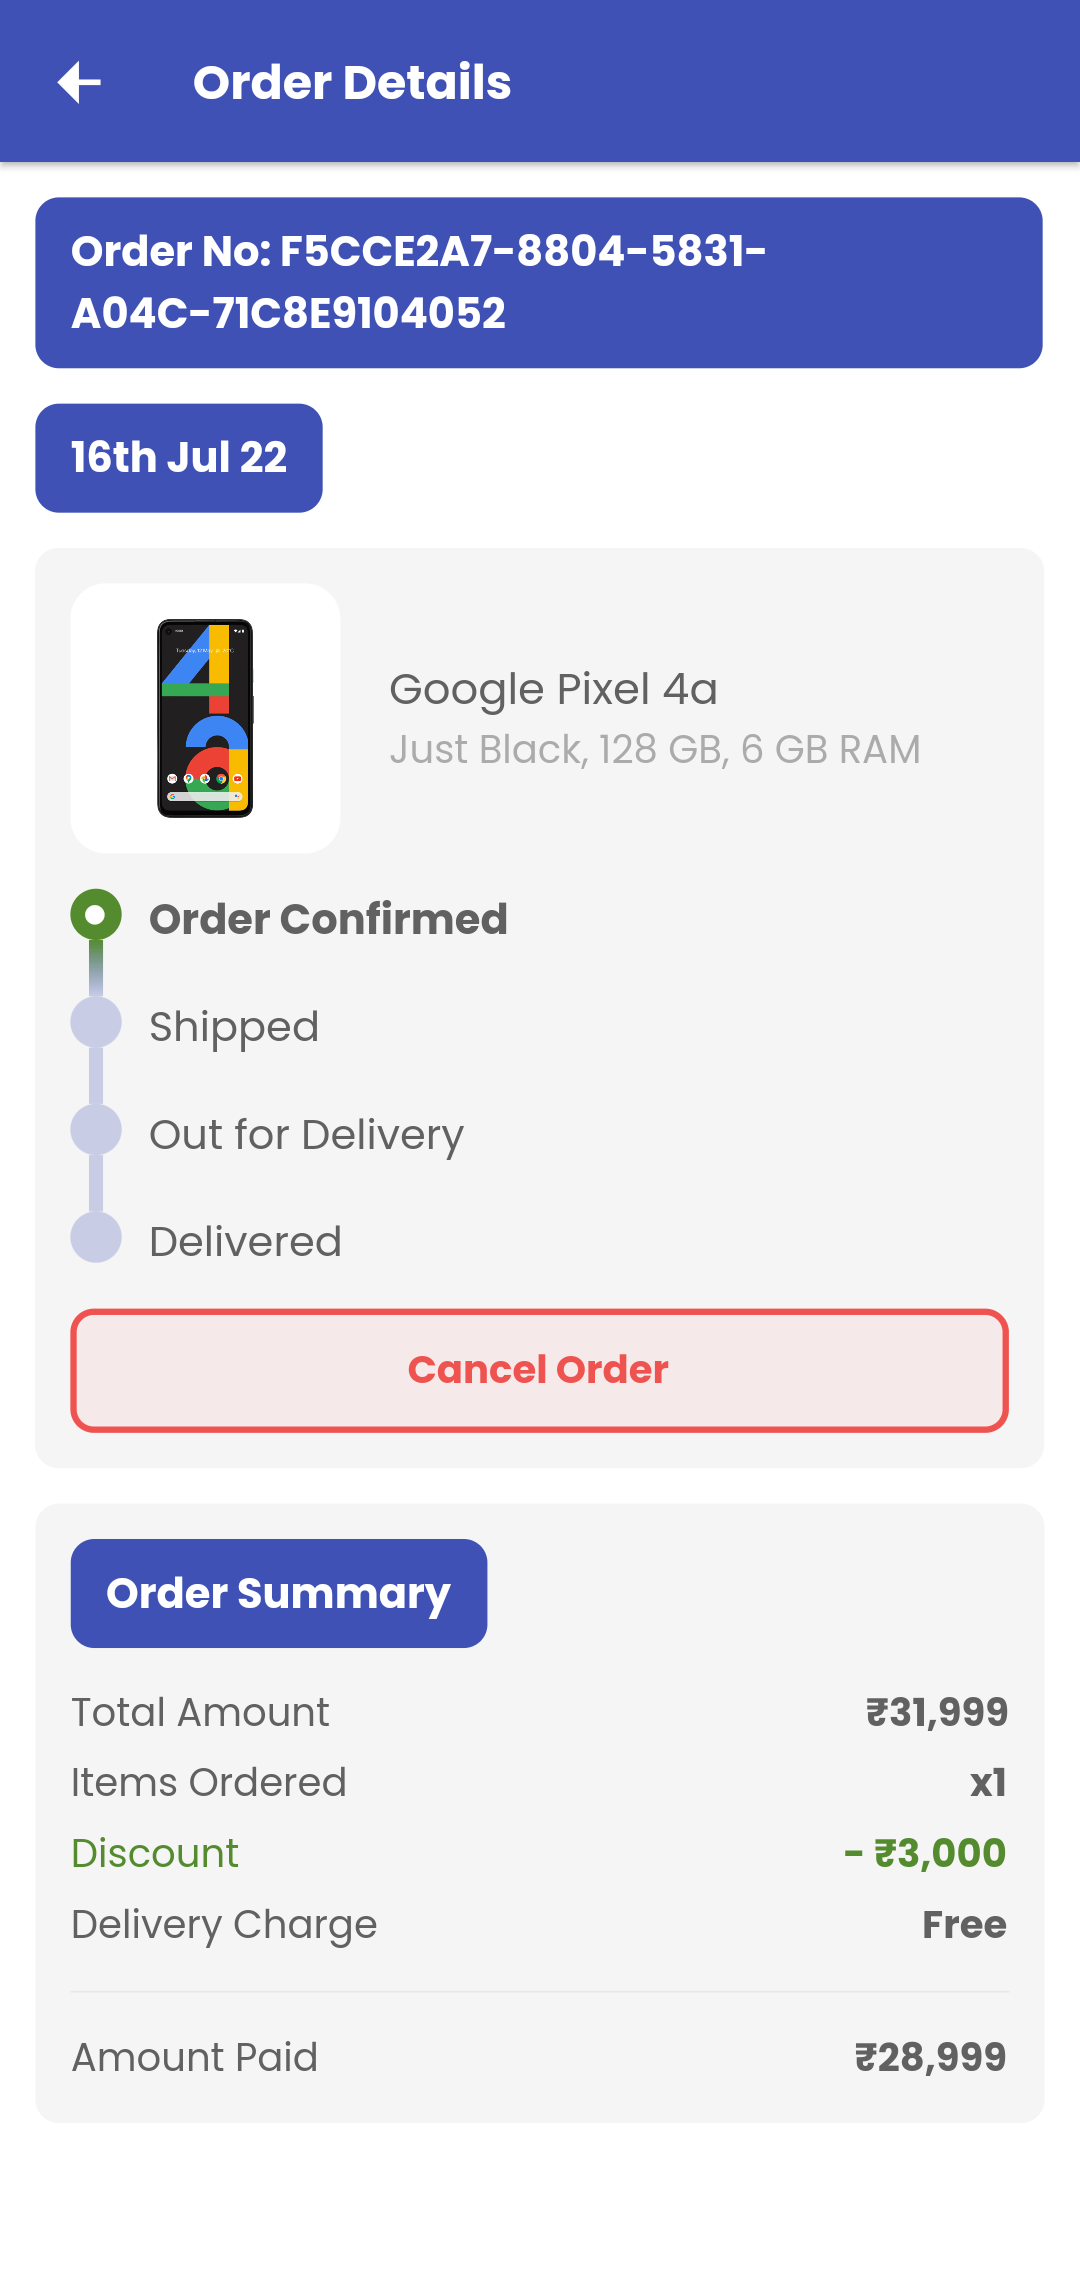 Order Details
Order No: F5CCE2A7-8804-5831-
A04C-71C8E9104052
16th Jul 22
Google Pixel 4a
Just Black, 128 GB, 6 GB RAM
Order Confirmed
Shipped
Out for Delivery
Delivered
Cancel Order
Order Summary
Total Amount ₹31,999
Items Ordered x1
Discount - ₹3,000
Delivery Charge Free
Amount Paid ₹28,999